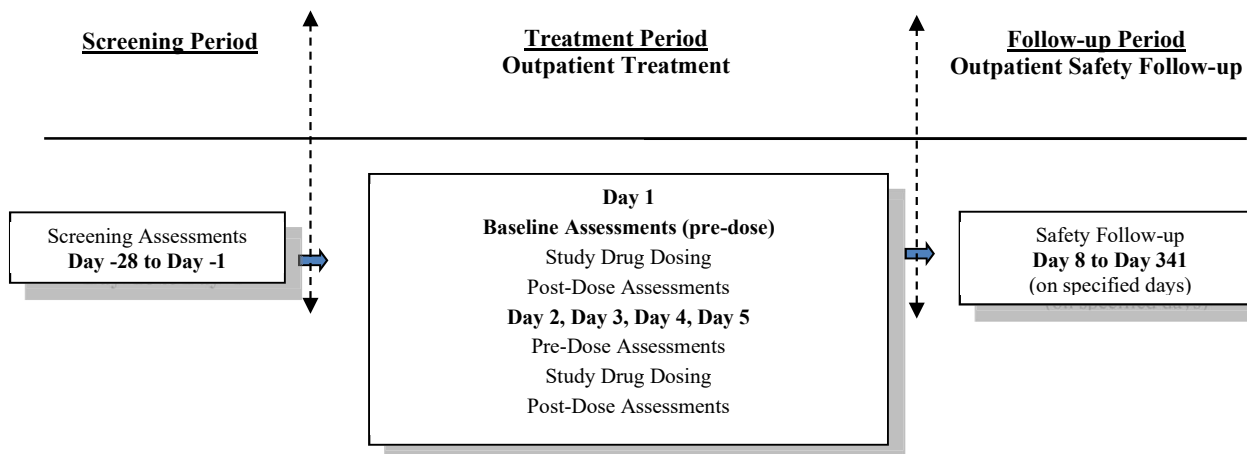 Screening Period
Treatment Period
Outpatient Treatment
Follow-up Period
Outpatient Safety Follow-up
Screening Assessments
Day -28 to Day -1
Day 1
Baseline Assessments (pre-dose)
Study Drug Dosing
Post-Dose Assessments
Day 2, Day 3, Day 4, Day 5
Pre-Dose Assessments
Study Drug Dosing
Post-Dose Assessments
Safety Follow-up
Day 8 to Day 341
(on specified days)